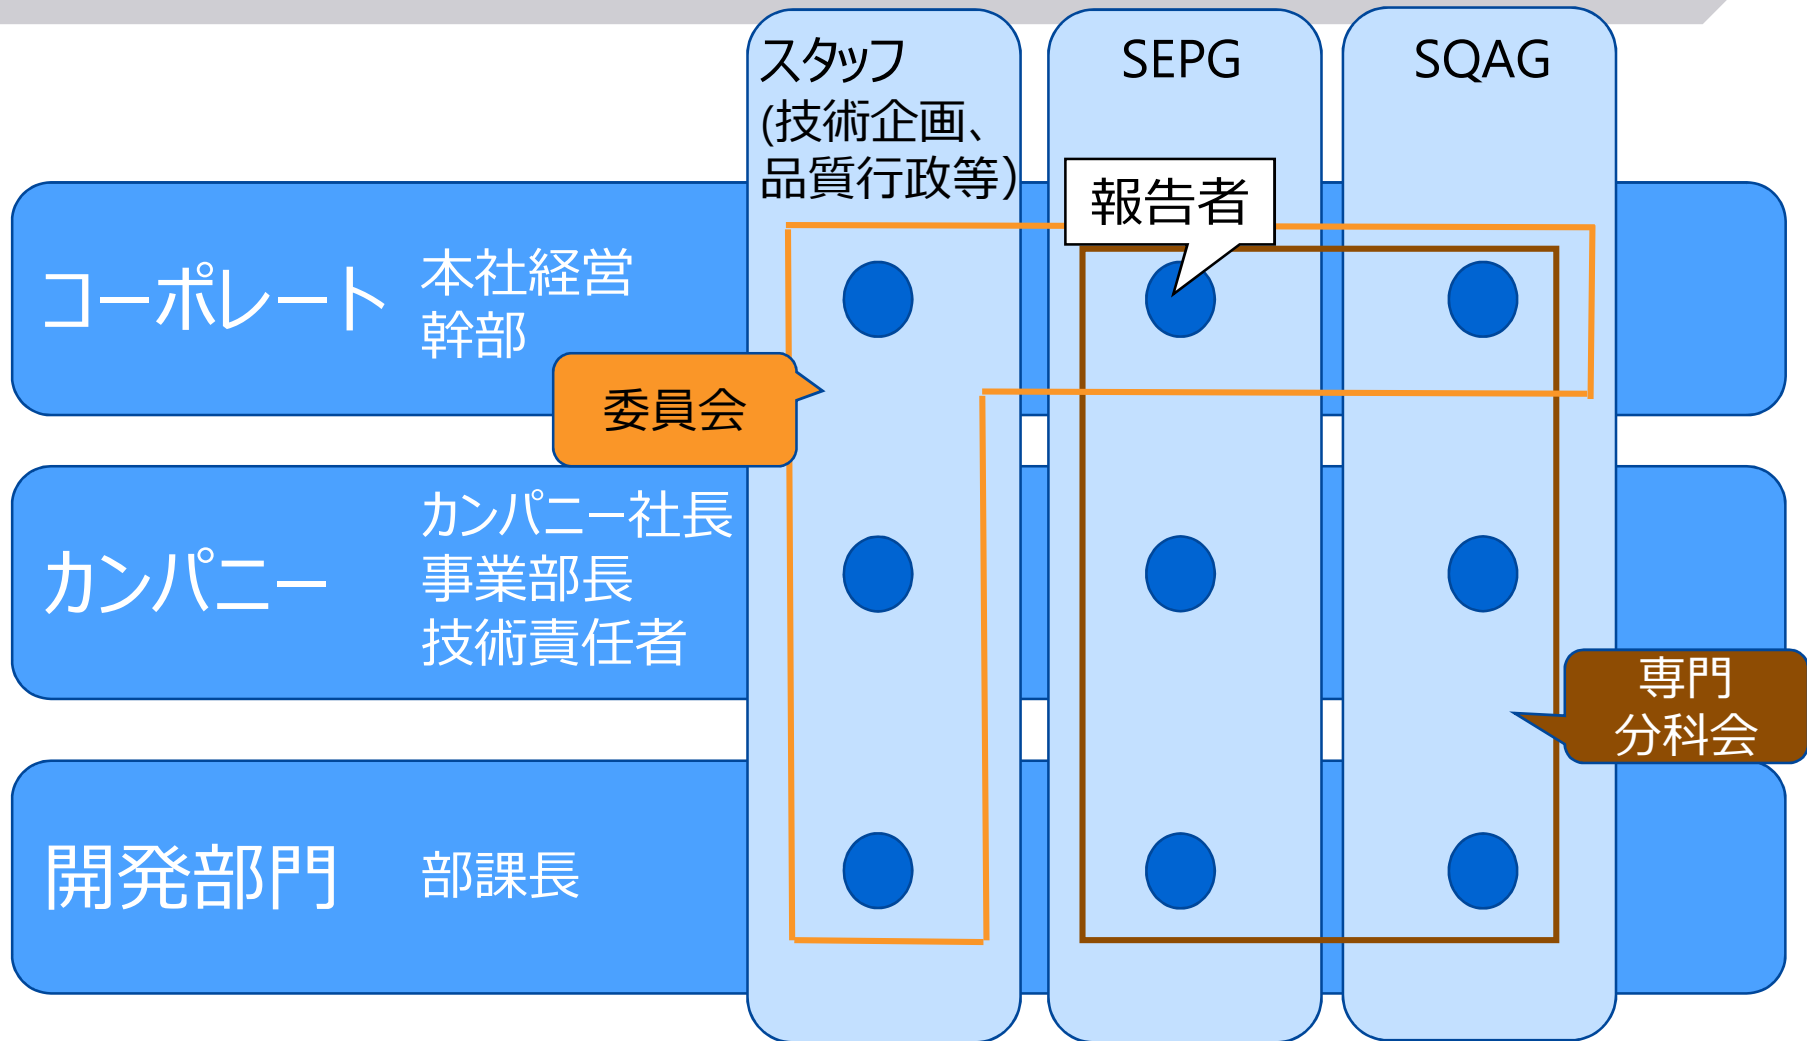 スタッフ
(技術企画、
品質行政等）
SEPG
SQAG
報告者
コーポレート
本社経営
幹部
委員会
カンパニー
カンパニー社長
事業部長
技術責任者
専門
分科会
開発部門
部課長